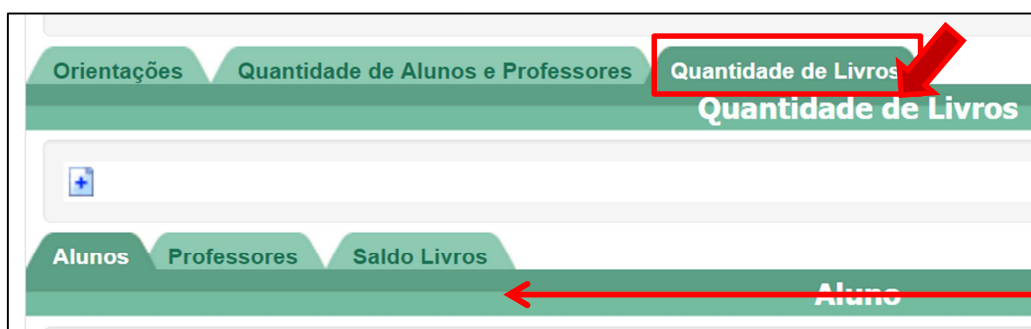 Orientações Quantidade de Alunos e Professores Quantidade de Livros
Quantidade de Livros
Alunos Professores Saldo Livros
Aluno